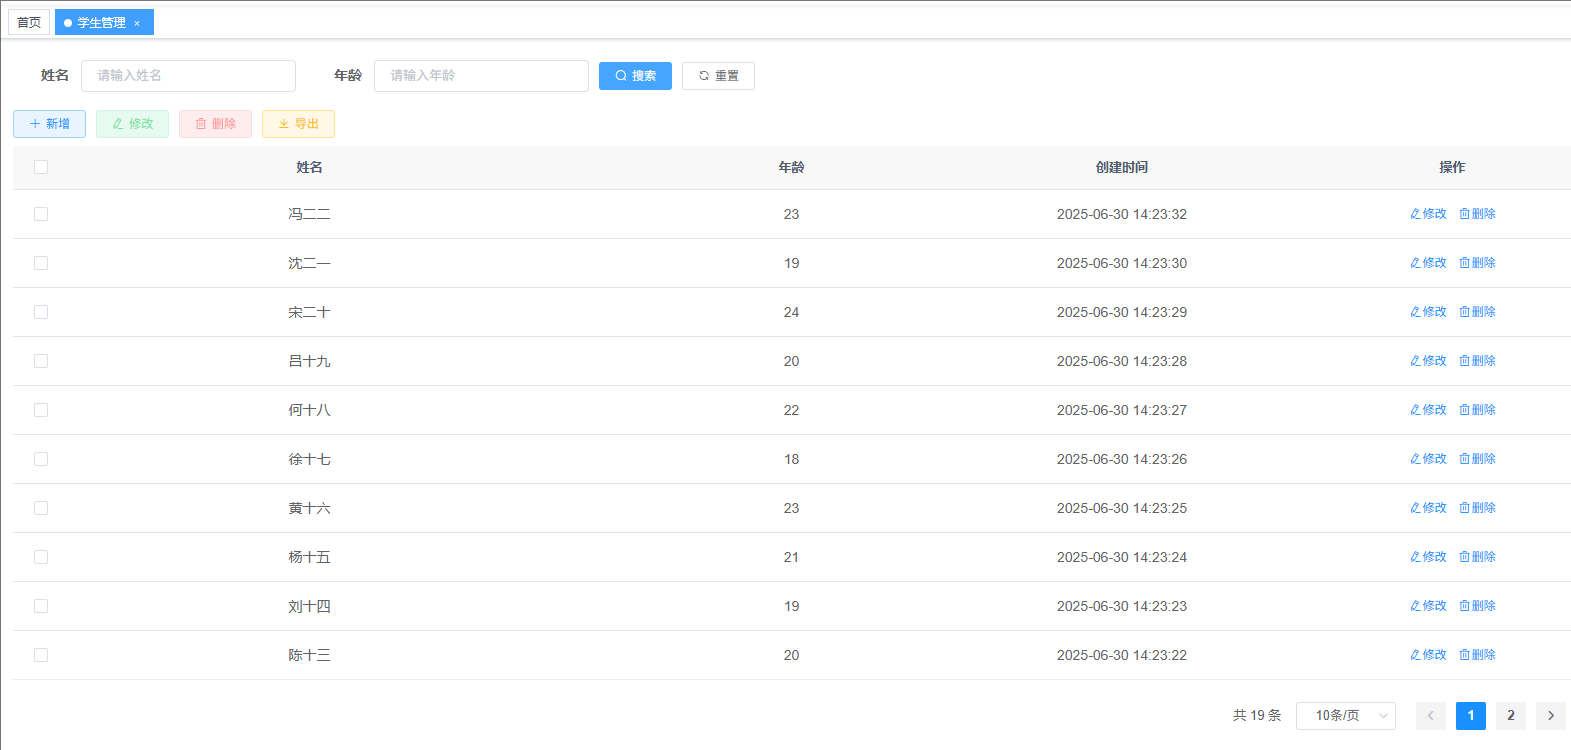 首页 学生管理 ×
姓名 请输入姓名 年龄 请输入年龄 搜索 重置
新增 修改 删除 导出
姓名 年龄 创建时间 操作
冯二二 23 2025-06-30 14:23:32 修改 删除
沈二一 19 2025-06-30 14:23:30 修改 删除
宋二十 24 2025-06-30 14:23:29 修改 删除
吕十九 20 2025-06-30 14:23:28 修改 删除
何十八 22 2025-06-30 14:23:27 修改 删除
徐十七 18 2025-06-30 14:23:26 修改 删除
黄十六 23 2025-06-30 14:23:25 修改 删除
杨十五 21 2025-06-30 14:23:24 修改 删除
刘十四 19 2025-06-30 14:23:23 修改 删除
陈十三 20 2025-06-30 14:23:22 修改 删除
共 19 条 10条/页 1 2